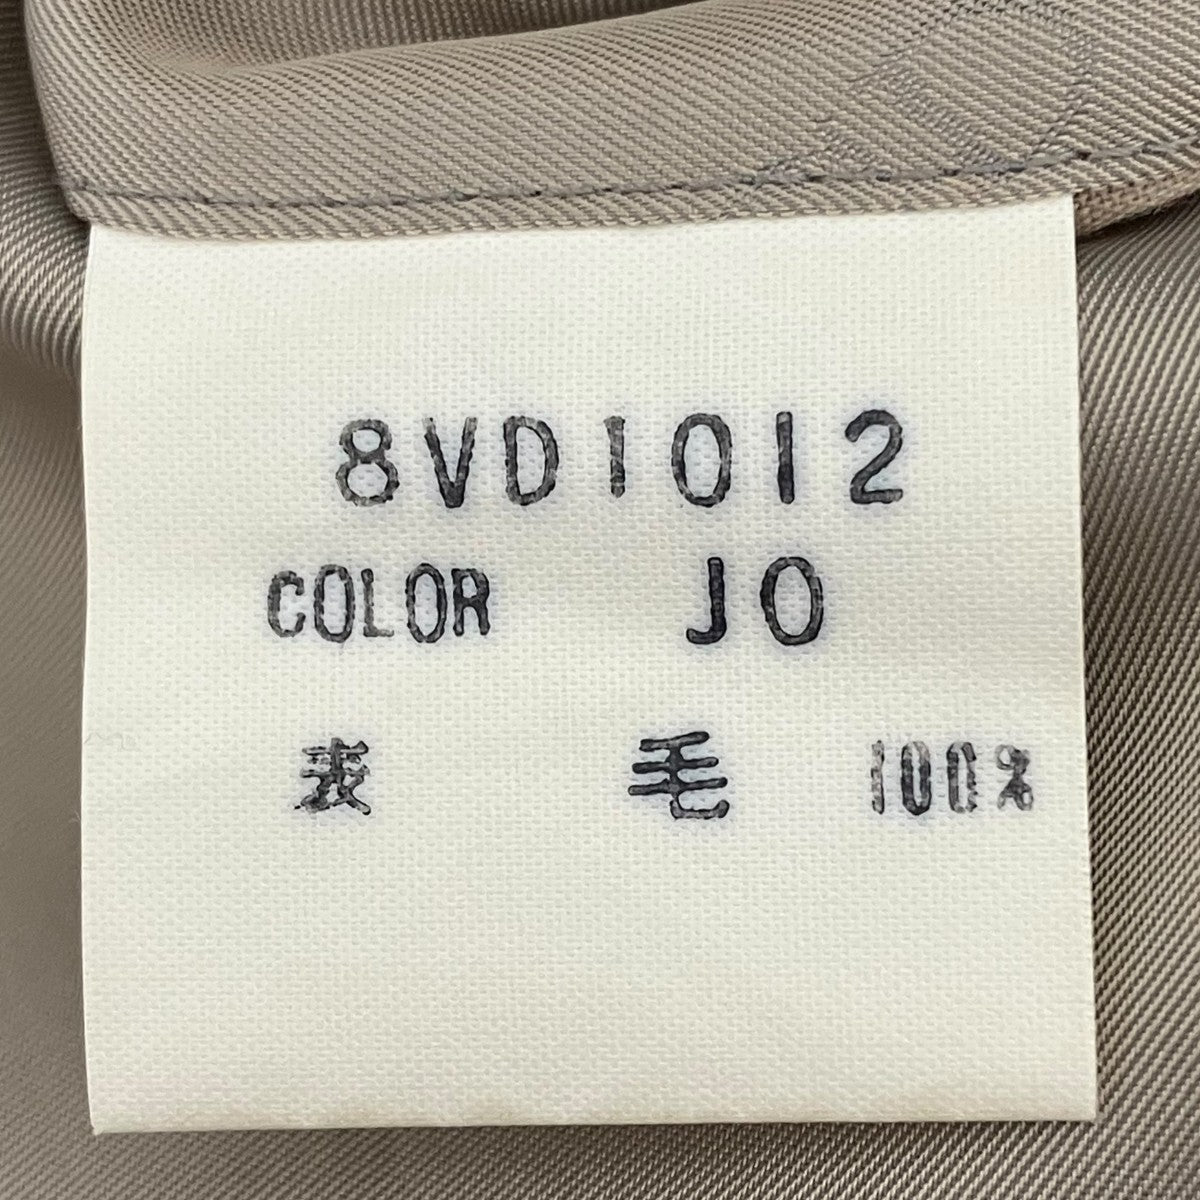 8VD1012
COLOR JO
表 毛 100%